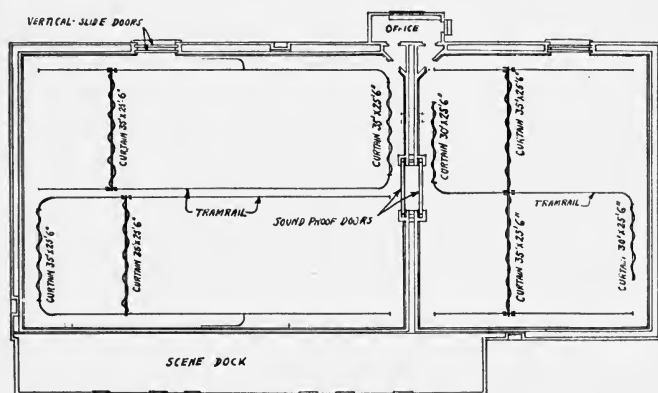 VERTICAL-SLIDE DOORS
OFFICE
CURTAIN 35'X25'-6"
CURTAIN 35'X25'6"
CURTAIN 30'X25'6"
CURTAIN 35'X25'6"
TRAMRAIL
SOUND PROOF DOORS
TRAMRAIL
CURTAIN 35'X25'6"
CURTAIN 35'X25'6"
CURTAIN 35'X25'6"
CURTAIN 30'X25'6"
SCENE DOCK